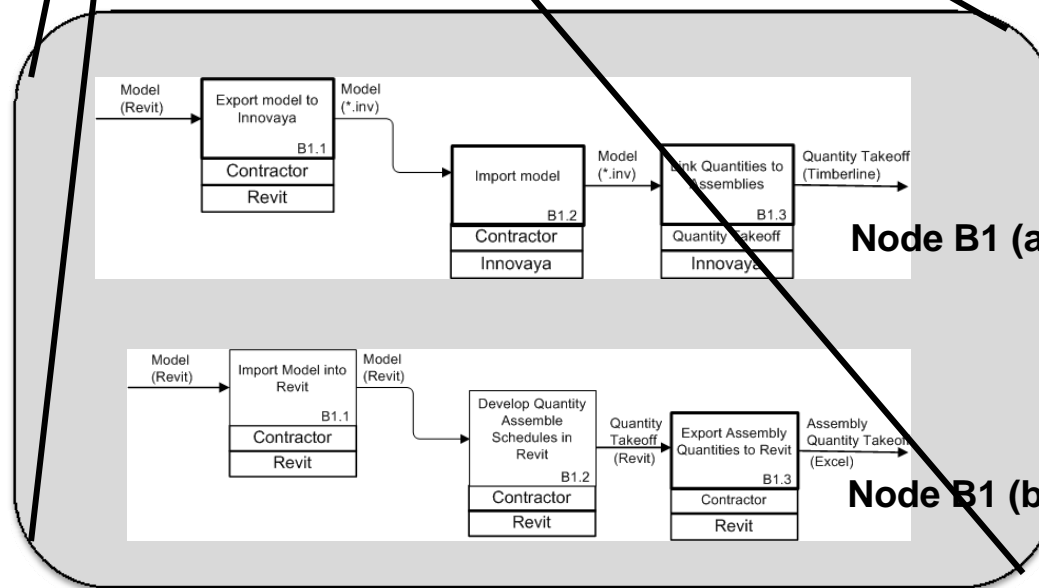 Model
(Revit)
Export model to
Innovaya
B1.1
Contractor
Revit
Model
(*.inv)
Import model
B1.2
Contractor
Innovaya
Model
(*.inv)
Link Quantities to
Assemblies
B1.3
Quantity Takeoff
Innovaya
Quantity Takeoff
(Timberline)
Node B1 (a
Model
(Revit)
Import Model into
Revit
B1.1
Contractor
Revit
Model
(Revit)
Develop Quantity
Assemble
Schedules in
Revit
B1.2
Contractor
Revit
Quantity
Takeoff
(Revit)
Export Assembly
Quantities to Revit
B1.3
Contractor
Revit
Assembly
Quantity Takeoff
(Excel)
Node B1 (b